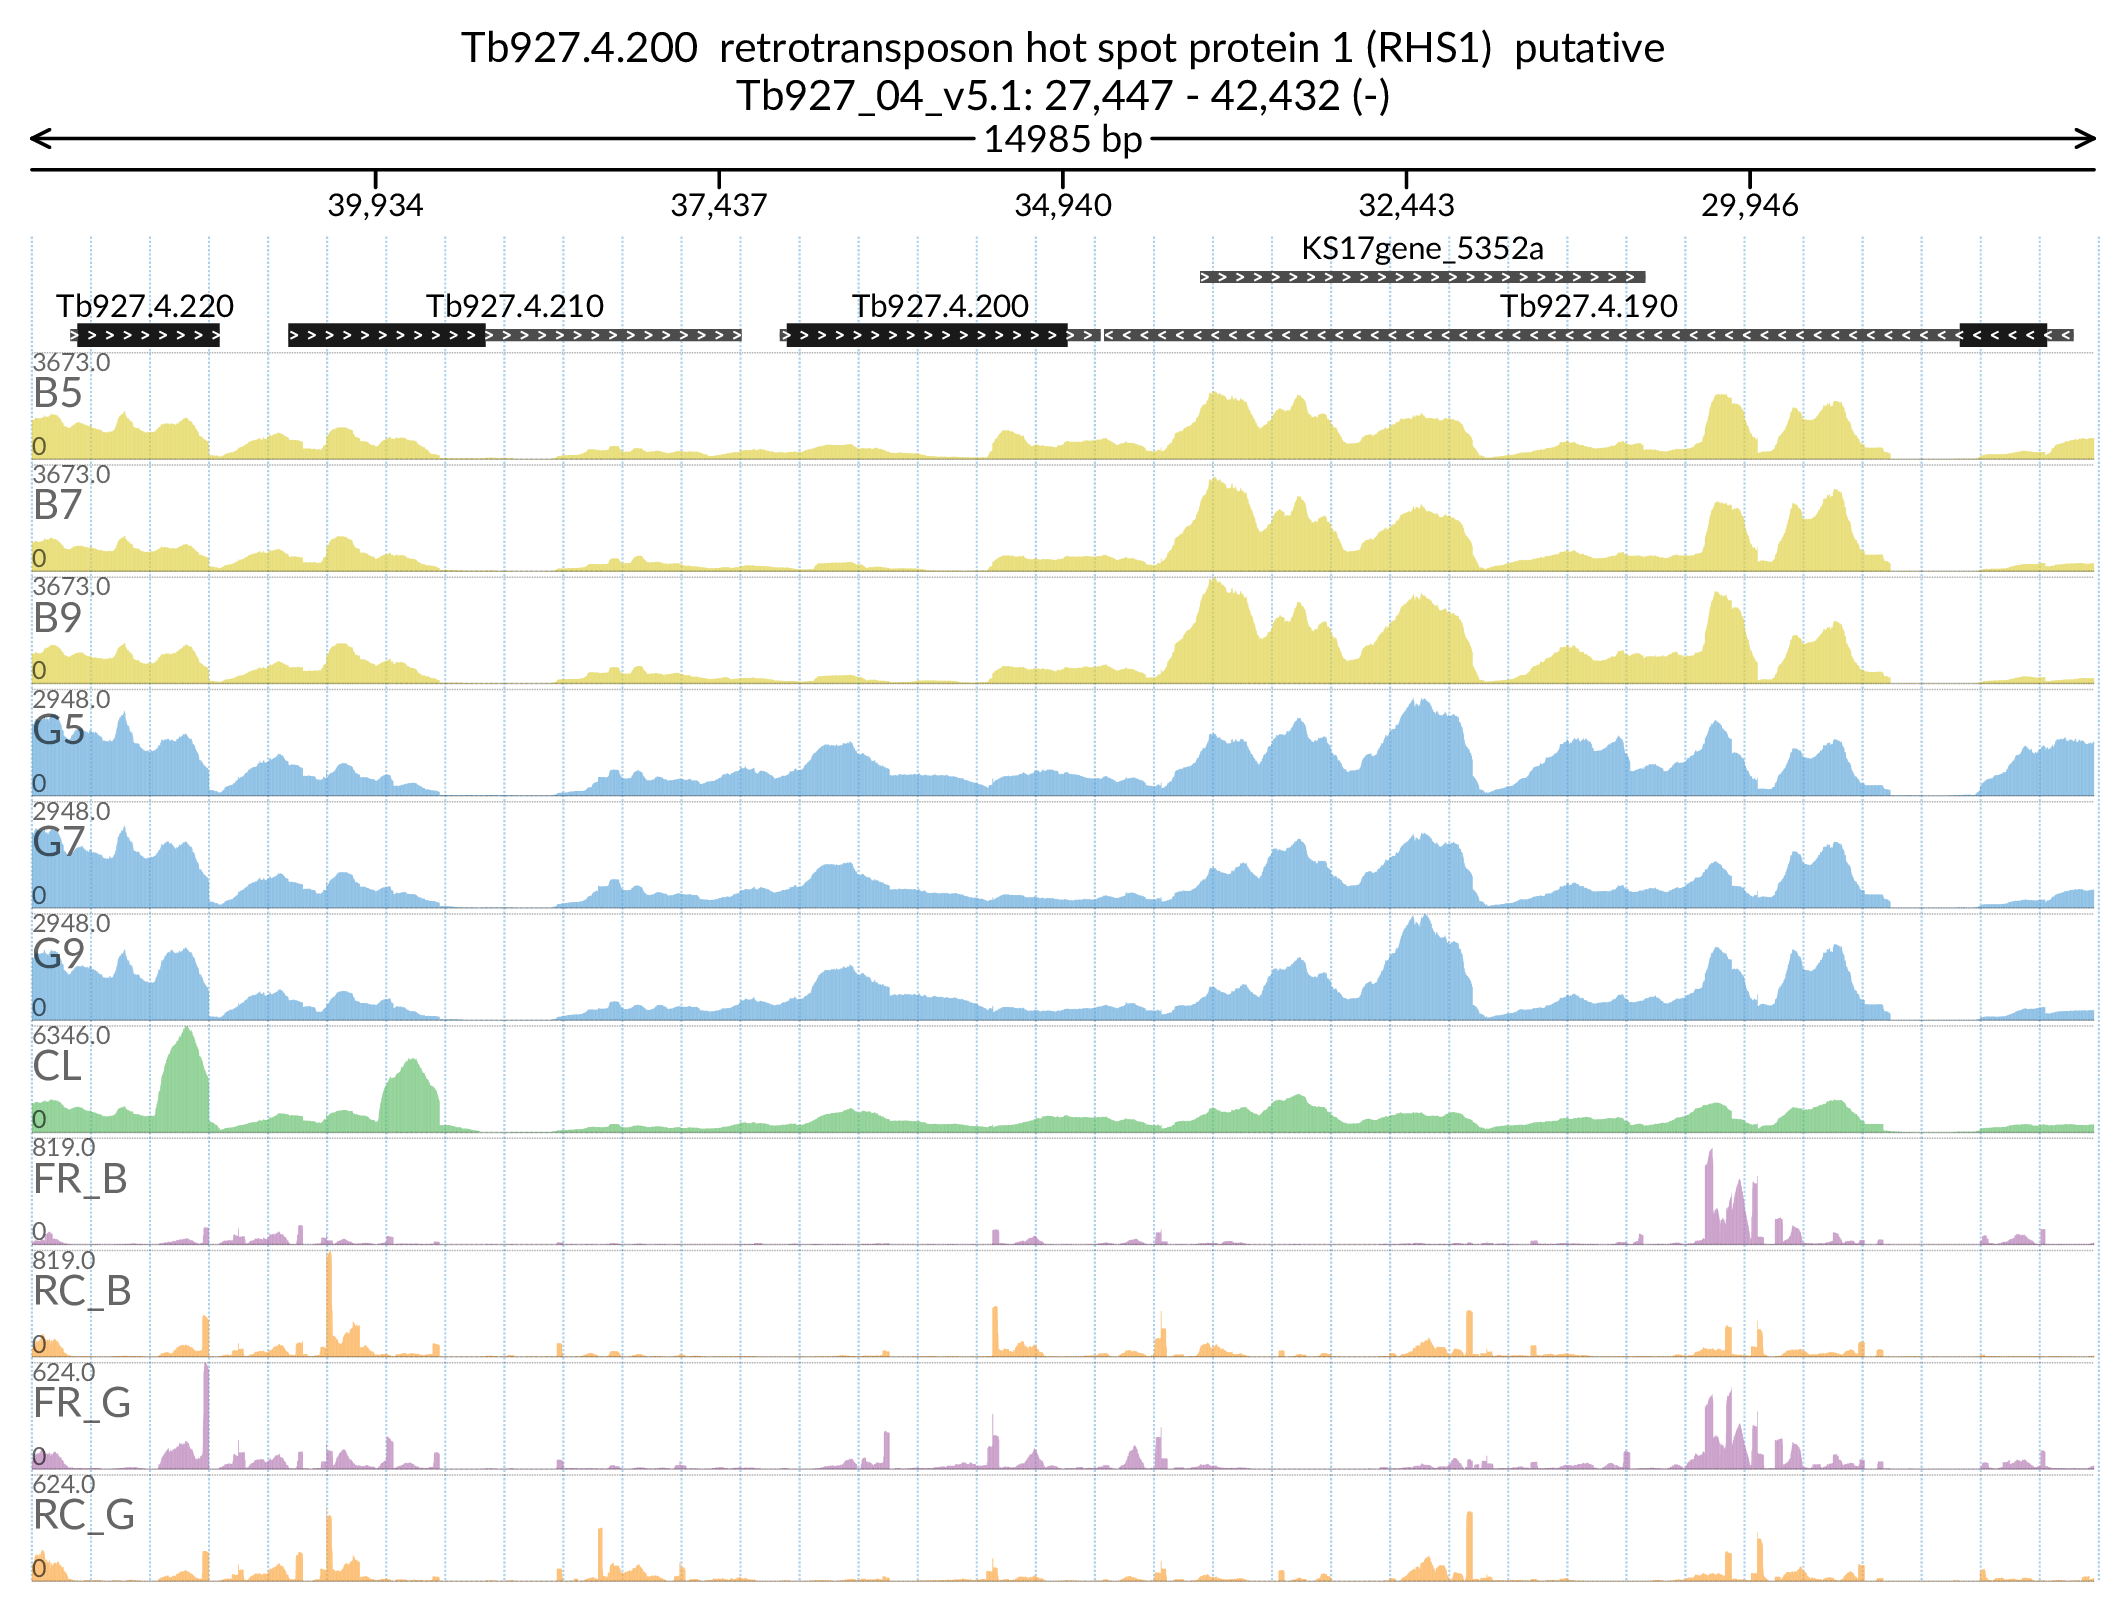 Tb927.4.200 retrotransposon hot spot protein 1 (RHS1) putative
Tb927_04_v5.1: 27,447 - 42,432 (-)
14985 bp
39,934 37,437 34,940 32,443 29,946
KS17gene_5352a
Tb927.4.220 Tb927.4.210 Tb927.4.200 Tb927.4.190
3673.0
B5
0
3673.0
B7
0
3673.0
B9
0
2948.0
G5
0
2948.0
G7
0
2948.0
G9
0
6346.0
CL
0
819.0
FR_B
0
819.0
RC_B
0
624.0
FR_G
0
624.0
RC_G
0